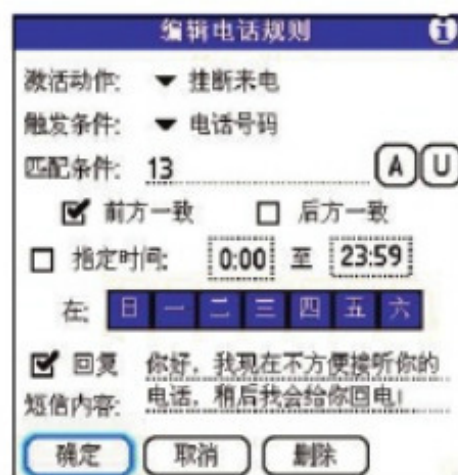 编辑电话规则
激活动作: 挂断来电
触发条件: 电话号码
匹配条件: 13 A U
前方一致 后方一致
指定时间: 0:00 至 23:59
在: 日 一 二 三 四 五 六
回复 你好，我现在不方便接听你的
短信内容: 电话，稍后我会给你回电!
确定 取消 删除